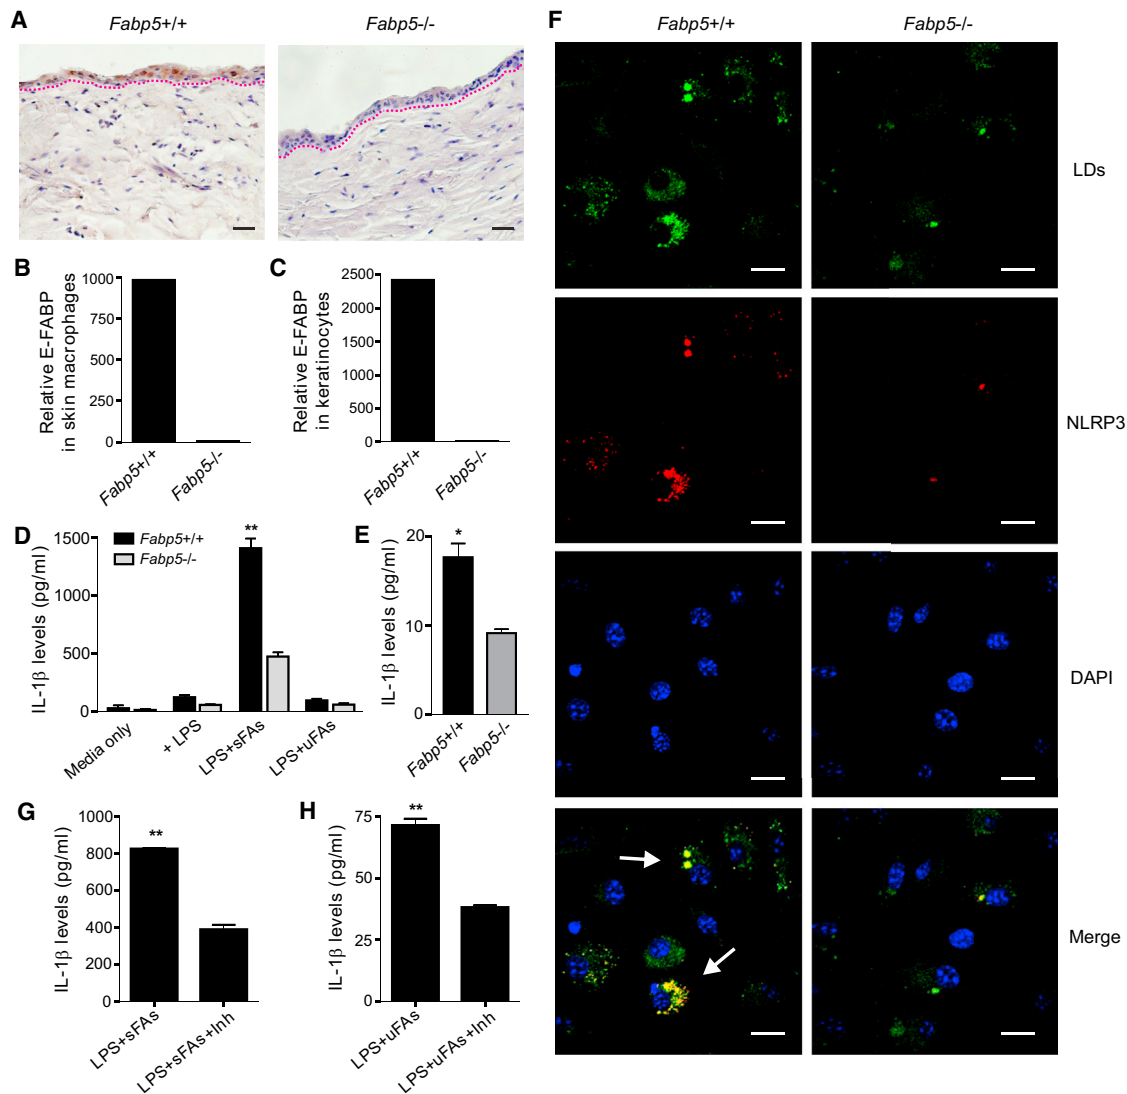 A
Fabp5+/+
Fabp5-/-
B
Relative E-FABP
in skin macrophages
1000
750
500
250
0
Fabp5+/+
Fabp5-/-
C
Relative E-FABP
in keratinocytes
2500
2000
1500
1000
500
0
Fabp5+/+
Fabp5-/-
D
IL-1β levels (pg/ml)
1500
1000
500
0
Fabp5+/+
Fabp5-/-
**
Media only
+ LPS
LPS+sFAs
LPS+uFAs
E
IL-1β levels (pg/ml)
20
10
0
*
Fabp5+/+
Fabp5-/-
F
Fabp5+/+
Fabp5-/-
LDs
NLRP3
DAPI
Merge
G
IL-1β levels (pg/ml)
1000
800
600
400
200
0
**
LPS+sFAs
LPS+sFAs+Inh
H
IL-1β levels (pg/ml)
75
50
25
0
**
LPS+uFAs
LPS+uFAs+Inh